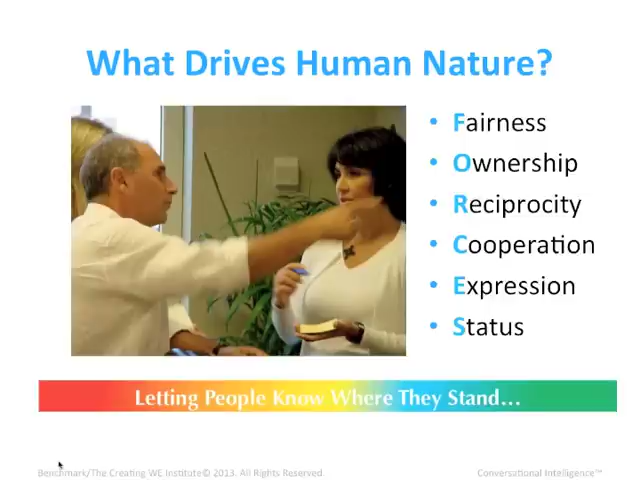 What Drives Human Nature?
• Fairness
• Ownership
• Reciprocity
• Cooperation
• Expression
• Status
Letting People Know Where They Stand...
Benchmark/The Creating WE Institute© 2013. All Rights Reserved.
Conversational Intelligence™